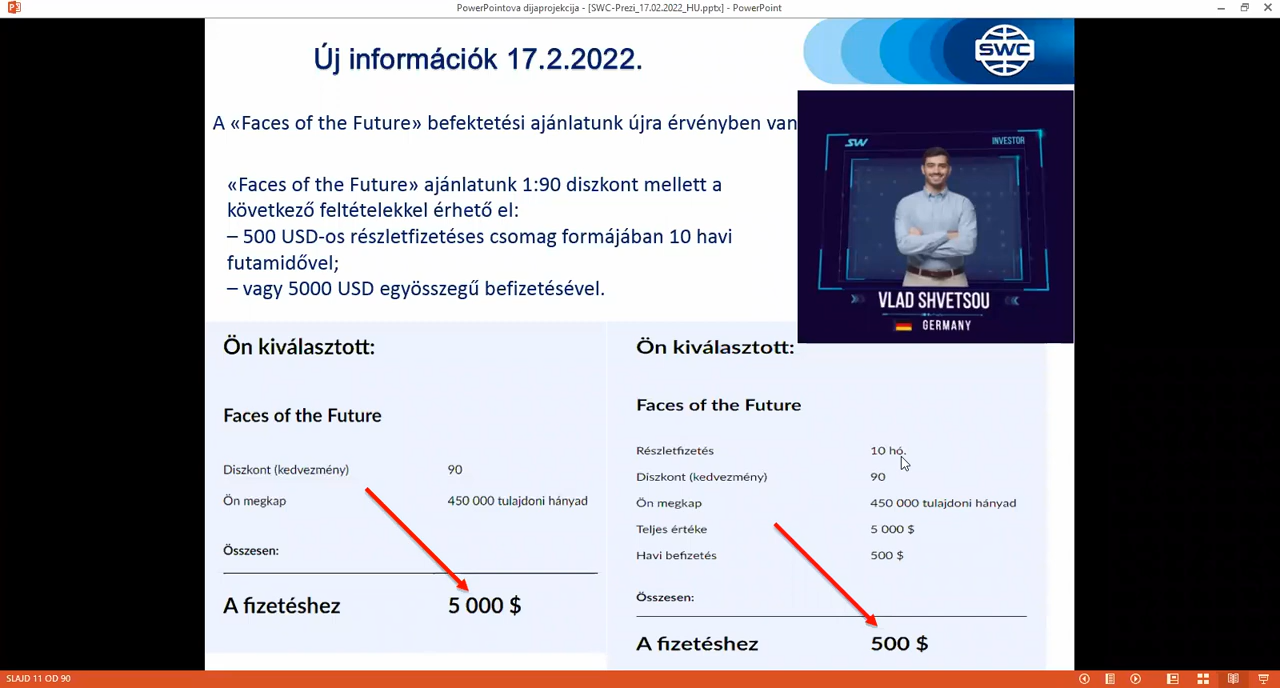 PowerPointova dijaprojekcija - [SWC-Prezi_17.02.2022_HU.pptx] - PowerPoint
Új információk 17.2.2022.
SWC
A «Faces of the Future» befektetési ajánlatunk újra érvényben van
«Faces of the Future» ajánlatunk 1:90 diszkont mellett a
következő feltételekkel érhető el:
– 500 USD-os részletfizetéses csomag formájában 10 havi
futamidővel;
– vagy 5000 USD egyösszegű befizetésével.
SW
INVESTOR
VLAD SHVETSOU
GERMANY
Ön kiválasztott:
Faces of the Future
Diszkont (kedvezmény) 90
Ön megkap 450 000 tulajdoni hányad
Összesen:
A fizetéshez 5 000 $
Ön kiválasztott:
Faces of the Future
Részletfizetés 10 hó.
Diszkont (kedvezmény) 90
Ön megkap 450 000 tulajdoni hányad
Teljes értéke 5 000 $
Havi befizetés 500 $
Összesen:
A fizetéshez 500 $
SLAJD 11 OD 90